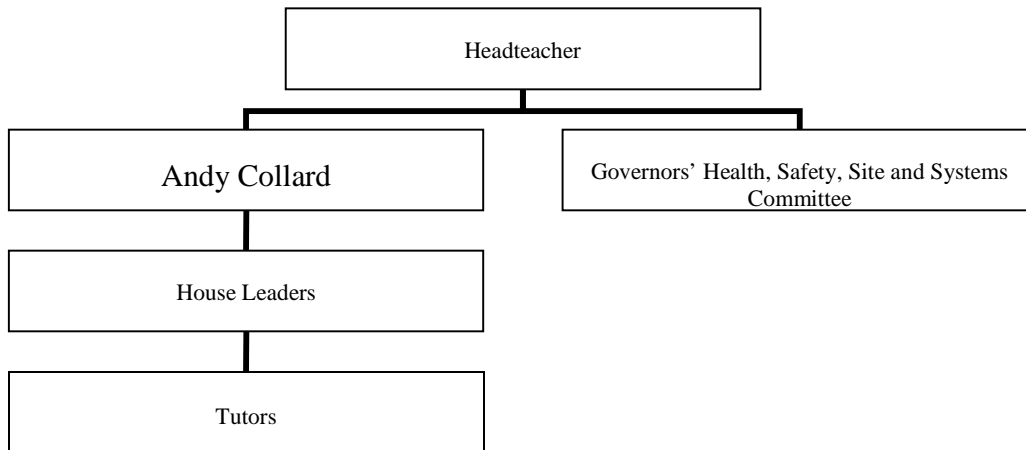 Headteacher
Andy Collard
Governors’ Health, Safety, Site and Systems
Committee
House Leaders
Tutors